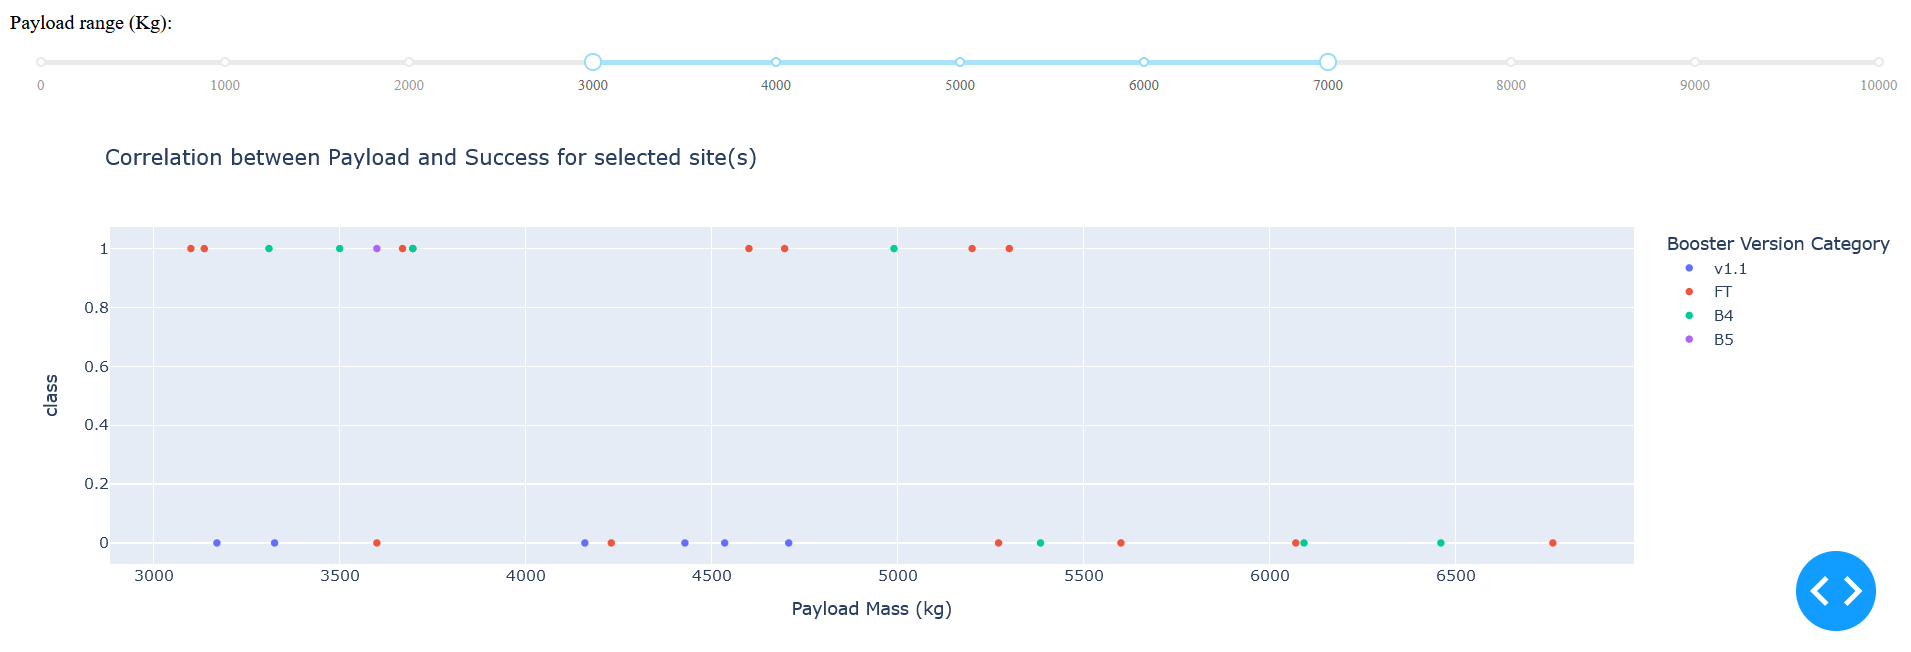 Payload range (Kg):
0 1000 2000 3000 4000 5000 6000 7000 8000 9000 10000
Correlation between Payload and Success for selected site(s)
Booster Version Category
v1.1
FT
B4
B5
1
0.8
0.6
0.4
0.2
0
class
3000 3500 4000 4500 5000 5500 6000 6500
Payload Mass (kg)